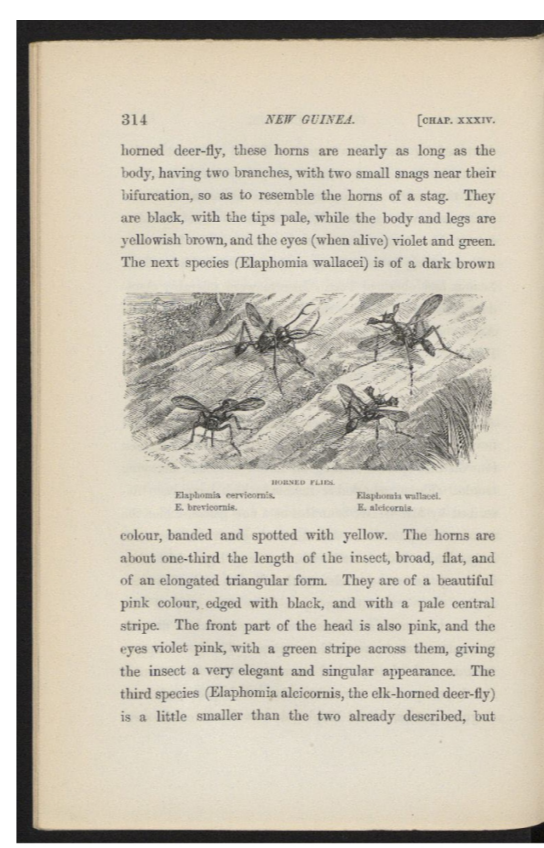 314 NEW GUINEA. [CHAP. XXXIV.
horned deer-fly, these horns are nearly as long as the
body, having two branches, with two small snags near their
bifurcation, so as to resemble the horns of a stag. They
are black, with the tips pale, while the body and legs are
yellowish brown, and the eyes (when alive) violet and green.
The next species (Elaphomia wallacei) is of a dark brown
HORNED FLIES.
Elaphomia cervicornis. Elaphomia wallacei.
E. brevicornis. E. alcicornis.
colour, banded and spotted with yellow. The horns are
about one-third the length of the insect, broad, flat, and
of an elongated triangular form. They are of a beautiful
pink colour, edged with black, and with a pale central
stripe. The front part of the head is also pink, and the
eyes violet pink, with a green stripe across them, giving
the insect a very elegant and singular appearance. The
third species (Elaphomia alcicornis, the elk-horned deer-fly)
is a little smaller than the two already described, but